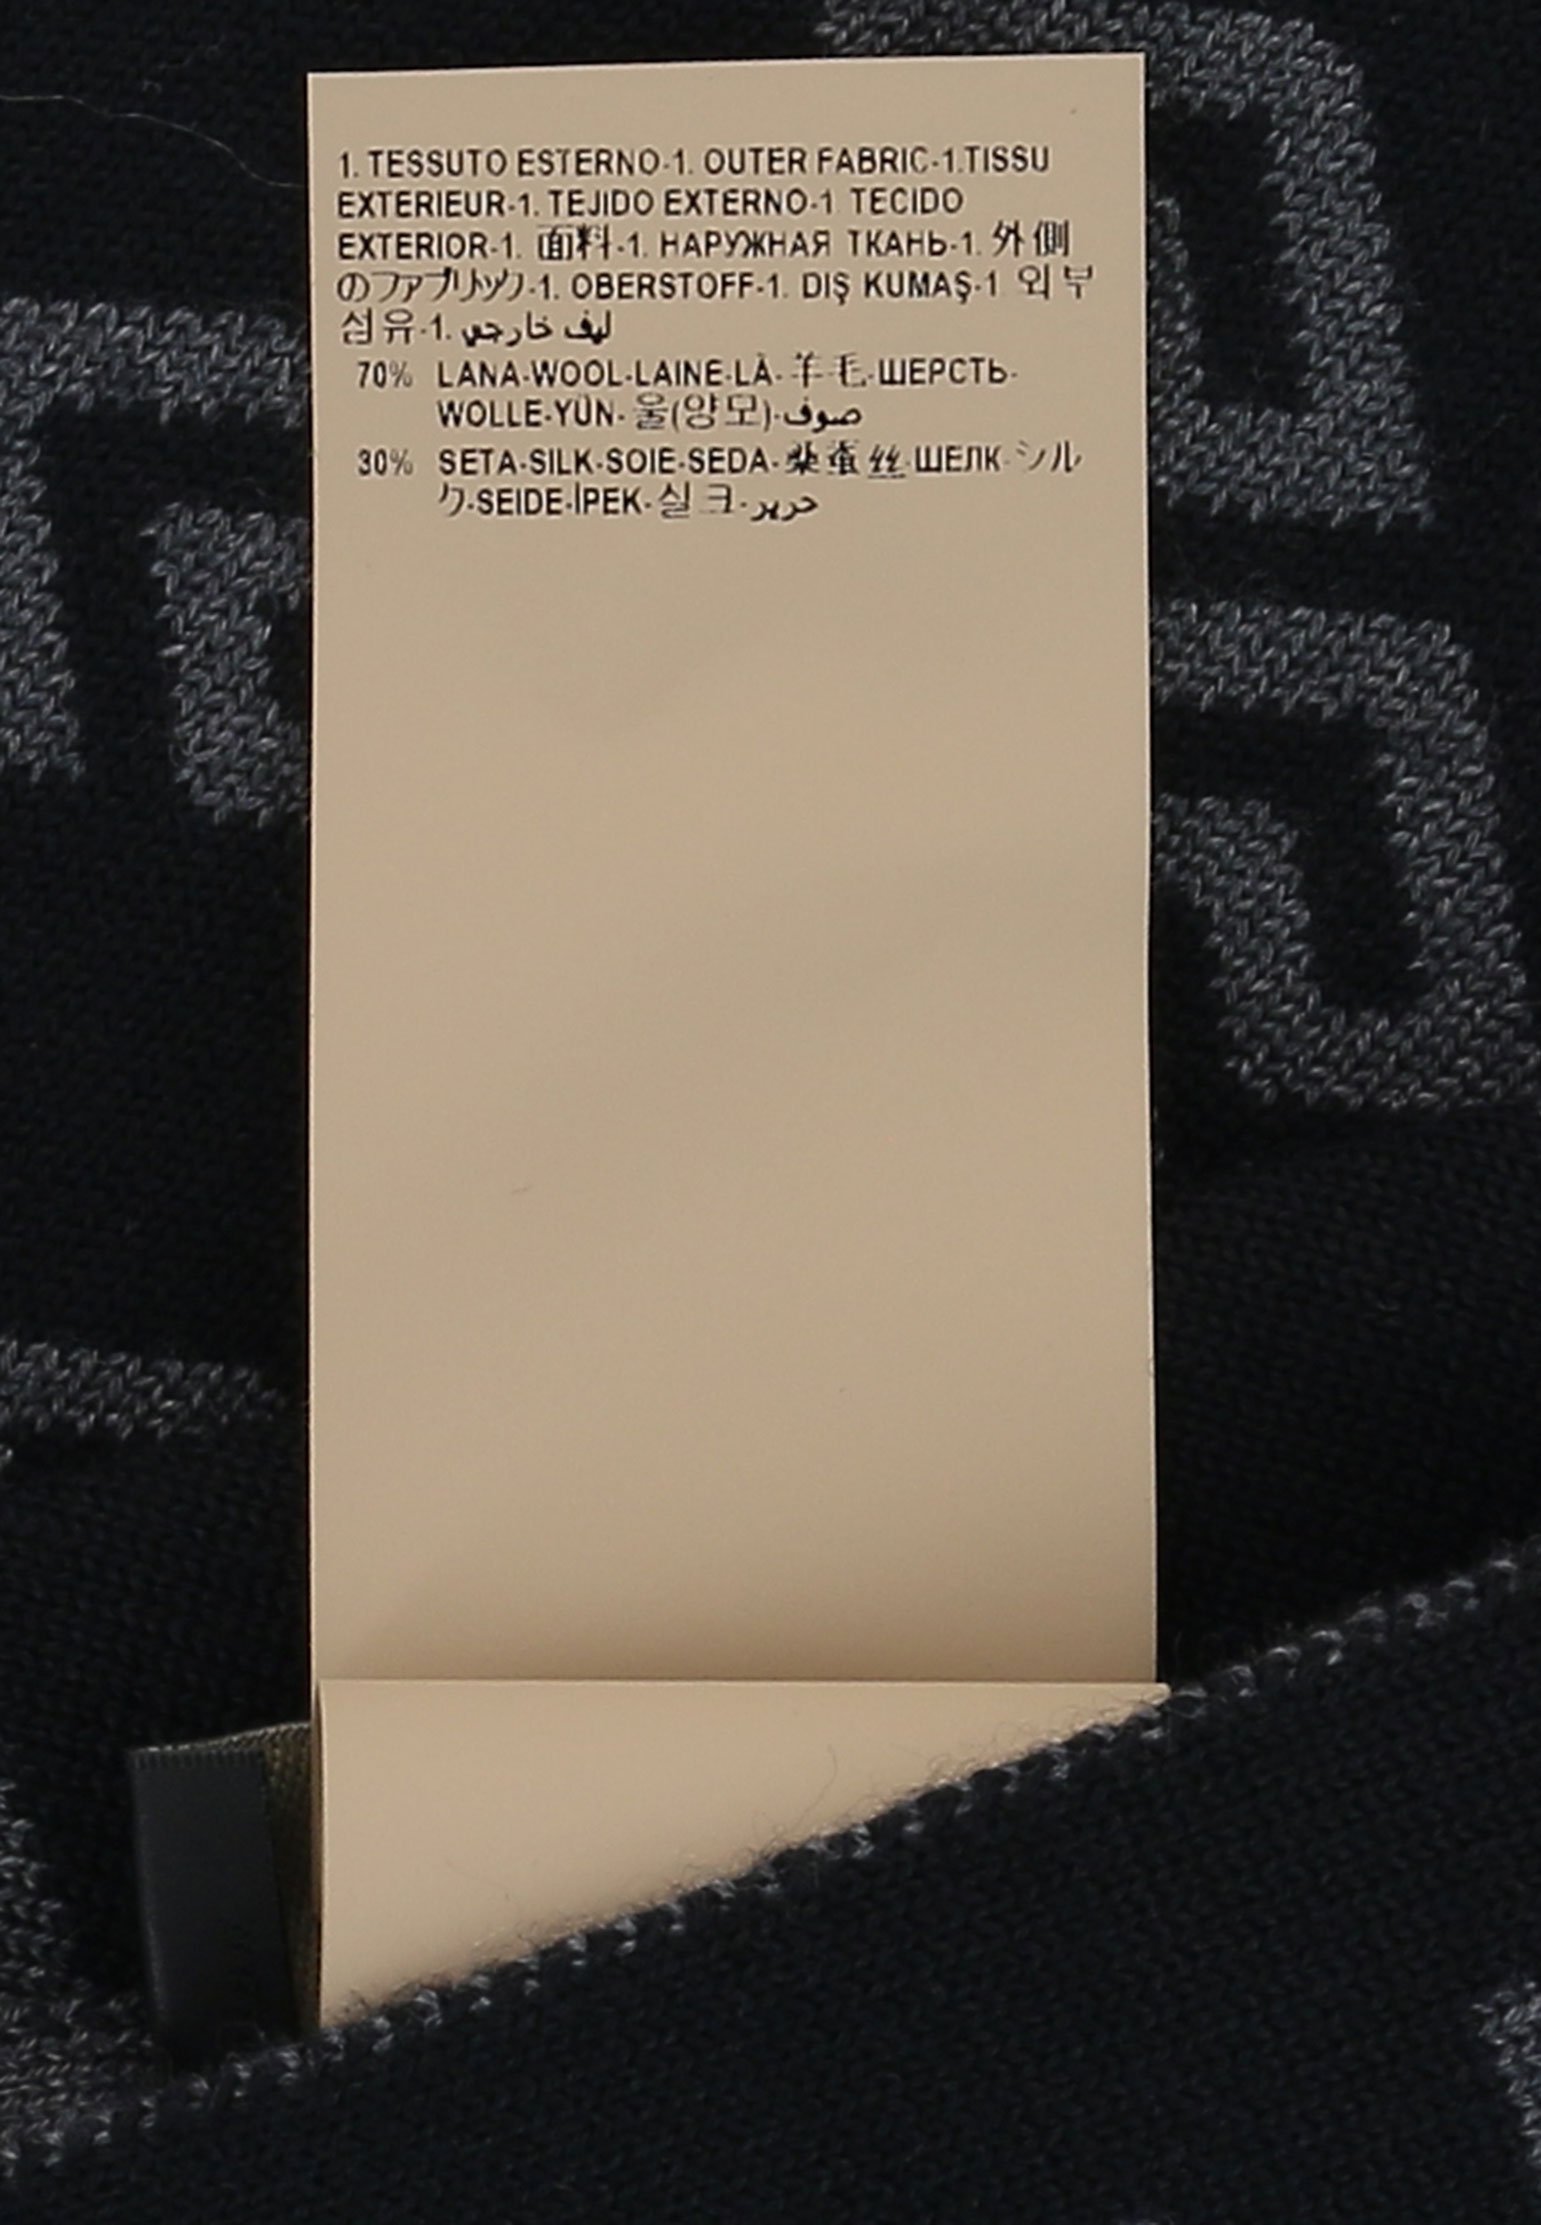 1. TESSUTO ESTERNO-1. OUTER FABRIC-1.TISSU
EXTERIEUR-1. TEJIDO EXTERNO-1 TECIDO
EXTERIOR-1. 面料-1. НАРУЖНАЯ ТКАНЬ-1. 外側
のファブリック-1. OBERSTOFF-1. DIŞ KUMAŞ-1 외부
섬유-1. ليف خارجي
70% LANA-WOOL-LAINE-LÃ-羊毛-ШЕРСТЬ-
WOLLE-YÜN-울(양모)-صوف
30% SETA-SILK-SOIE-SEDA-桑蚕丝-ШЕЛК-シル
ク-SEIDE-İPEK-실크-حرير